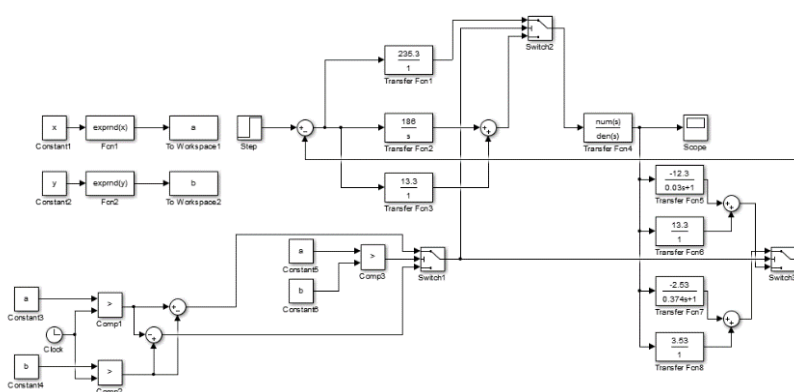 235.3
1
Transfer Fcn1
Switch2
x
Constant1
exprnd(x)
Fcn1
a
To Workspace1
Step
186
s
Transfer Fcn2
num(s)
den(s)
Transfer Fcn4
Scope
y
Constant2
exprnd(y)
Fcn2
b
To Workspace2
13.3
1
Transfer Fcn3
-12.3
0.03s+1
Transfer Fcn5
13.3
1
Transfer Fcn6
a
Constant5
>
Comp3
b
Constant6
Switch1
Switch3
a
Constant3
>
Comp1
Clock
b
Constant4
>
Comp2
-2.53
0.374s+1
Transfer Fcn7
3.53
1
Transfer Fcn8